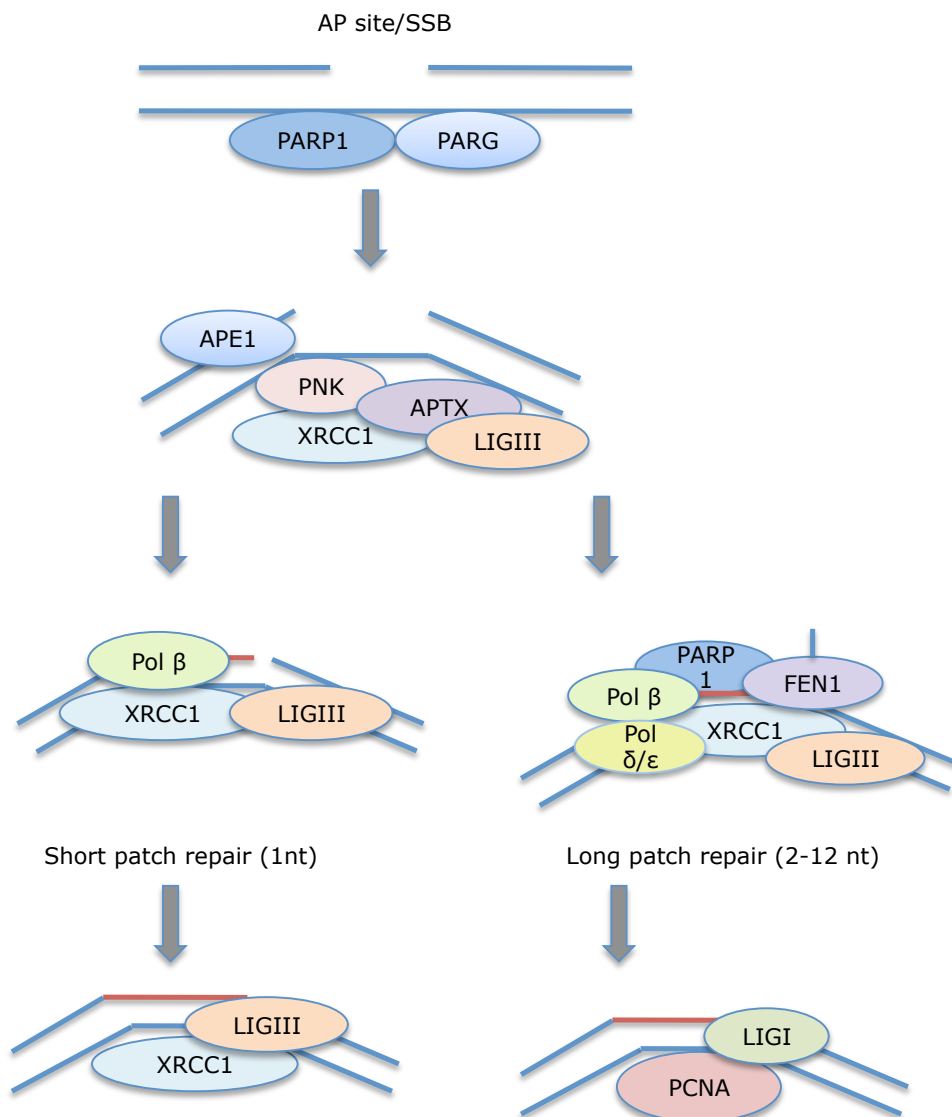 AP site/SSB
PARP1
PARG
APE1
PNK
APTX
XRCC1
LIGIII
Pol β
XRCC1
LIGIII
PARP
1
Pol β
FEN1
Pol
δ/ε
XRCC1
LIGIII
Short patch repair (1nt)
Long patch repair (2-12 nt)
LIGIII
XRCC1
LIGI
PCNA